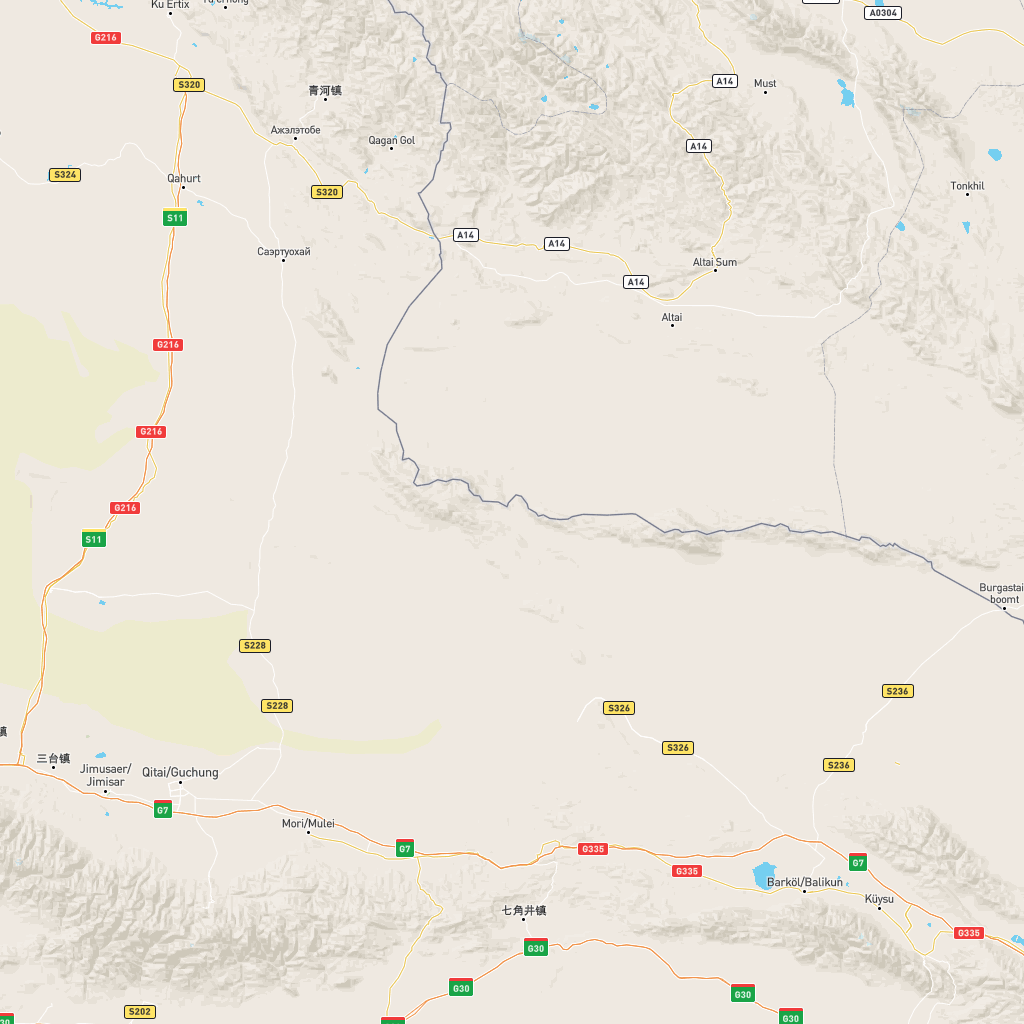 Ku Ertix
A0304
G216
S320
A14
Must
青河镇
Ажэлэтобе
Qagan Gol
A14
S324
Qahurt
S320
Tonkhil
S11
A14
A14
Саэртуохай
Altai Sum
A14
Altai
G216
G216
G216
S11
Burgastai
boomt
S228
S236
S228
S326
S326
镇
三台镇
Jimusaer/
Jimisar
Qitai/Guchung
S236
G7
Mori/Mulei
G7
G335
G7
G335
Barköl/Balikun
Küysu
七角井镇
G335
G30
G30
G30
S202
G30